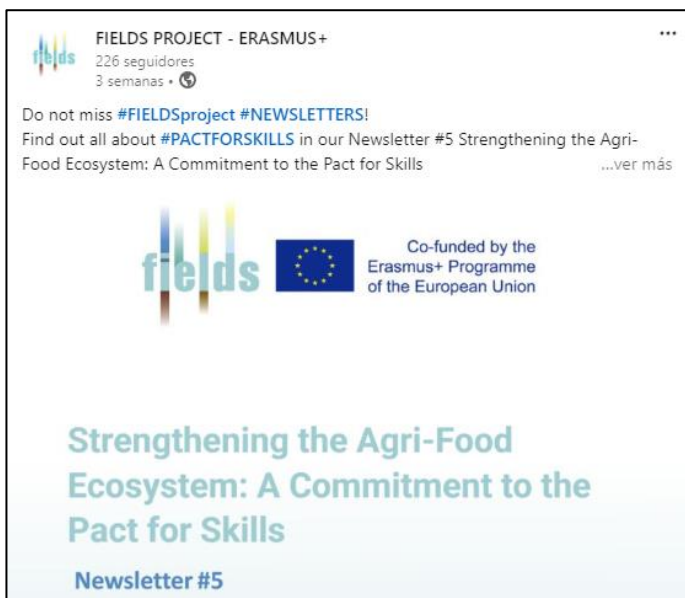 fields
FIELDS PROJECT - ERASMUS+
226 seguidores
3 semanas •
Do not miss #FIELDSproject #NEWSLETTERS!
Find out all about #PACTFORSKILLS in our Newsletter #5 Strengthening the Agri-
Food Ecosystem: A Commitment to the Pact for Skills ...ver más
fields
Co-funded by the
Erasmus+ Programme
of the European Union
Strengthening the Agri-Food
Ecosystem: A Commitment to the
Pact for Skills
Newsletter #5